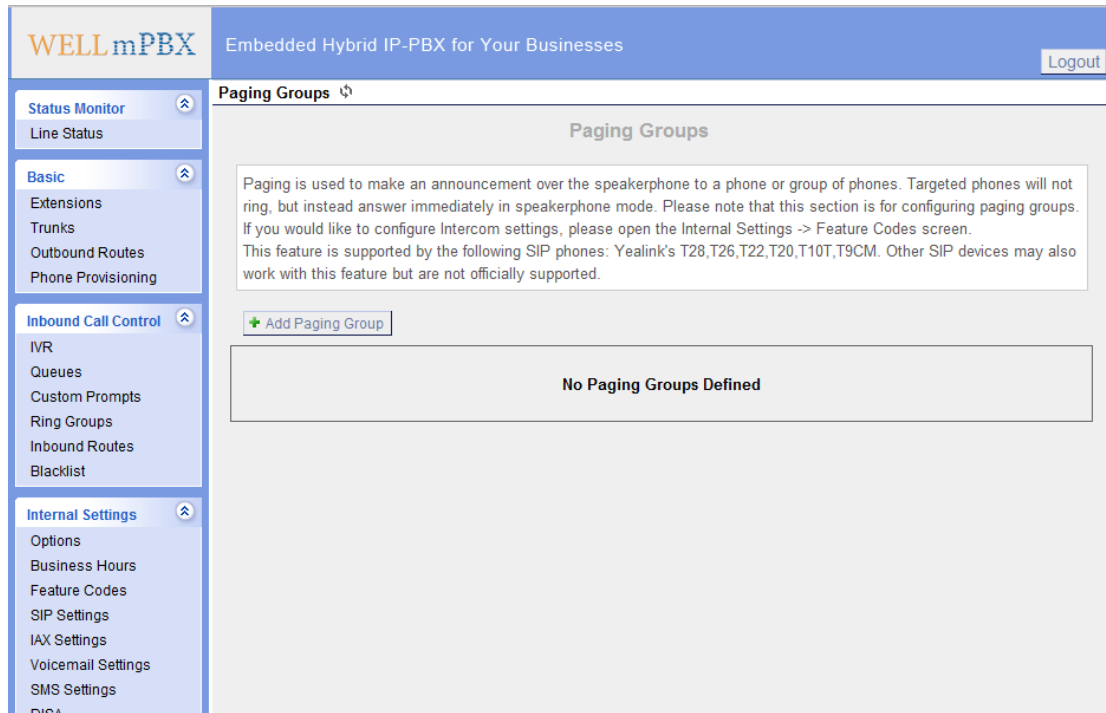 WELL mPBX
Embedded Hybrid IP-PBX for Your Businesses
Logout
Status Monitor
Line Status
Basic
Extensions
Trunks
Outbound Routes
Phone Provisioning
Inbound Call Control
IVR
Queues
Custom Prompts
Ring Groups
Inbound Routes
Blacklist
Internal Settings
Options
Business Hours
Feature Codes
SIP Settings
IAX Settings
Voicemail Settings
SMS Settings
Paging Groups
Paging Groups
Paging is used to make an announcement over the speakerphone to a phone or group of phones. Targeted phones will not
ring, but instead answer immediately in speakerphone mode. Please note that this section is for configuring paging groups.
If you would like to configure Intercom settings, please open the Internal Settings -> Feature Codes screen.
This feature is supported by the following SIP phones: Yealink's T28,T26,T22,T20,T10T,T9CM. Other SIP devices may also
work with this feature but are not officially supported.
Add Paging Group
No Paging Groups Defined